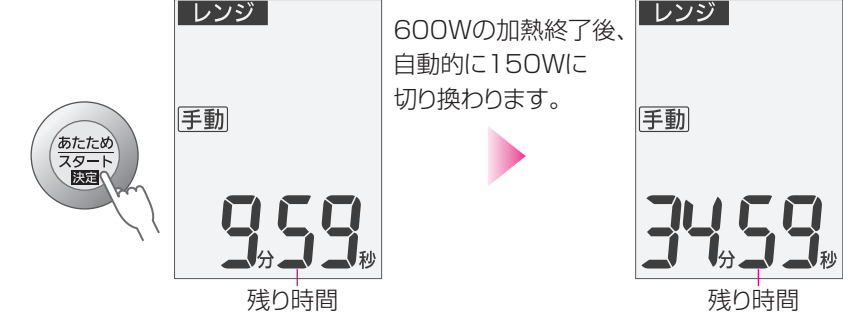 あたため
スタート
決定
レンジ
手動
9分59秒
残り時間
600Wの加熱終了後、
自動的に150Wに
切り換わります。
レンジ
手動
34分59秒
残り時間